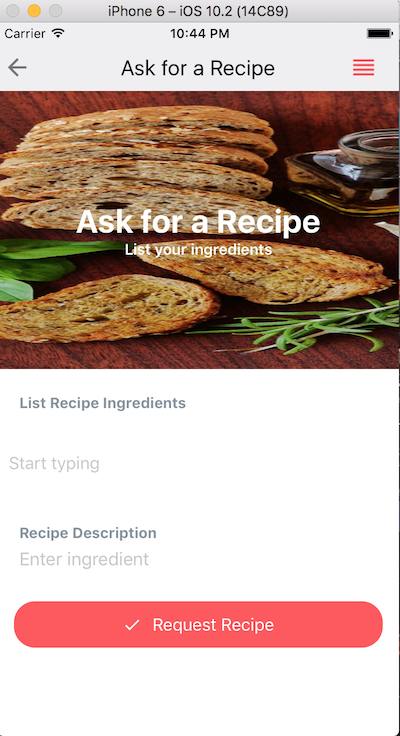 iPhone 6 – iOS 10.2 (14C89)
Carrier 10:44 PM
Ask for a Recipe
Ask for a Recipe
List your ingredients
List Recipe Ingredients
Start typing
Recipe Description
Enter ingredient
Request Recipe